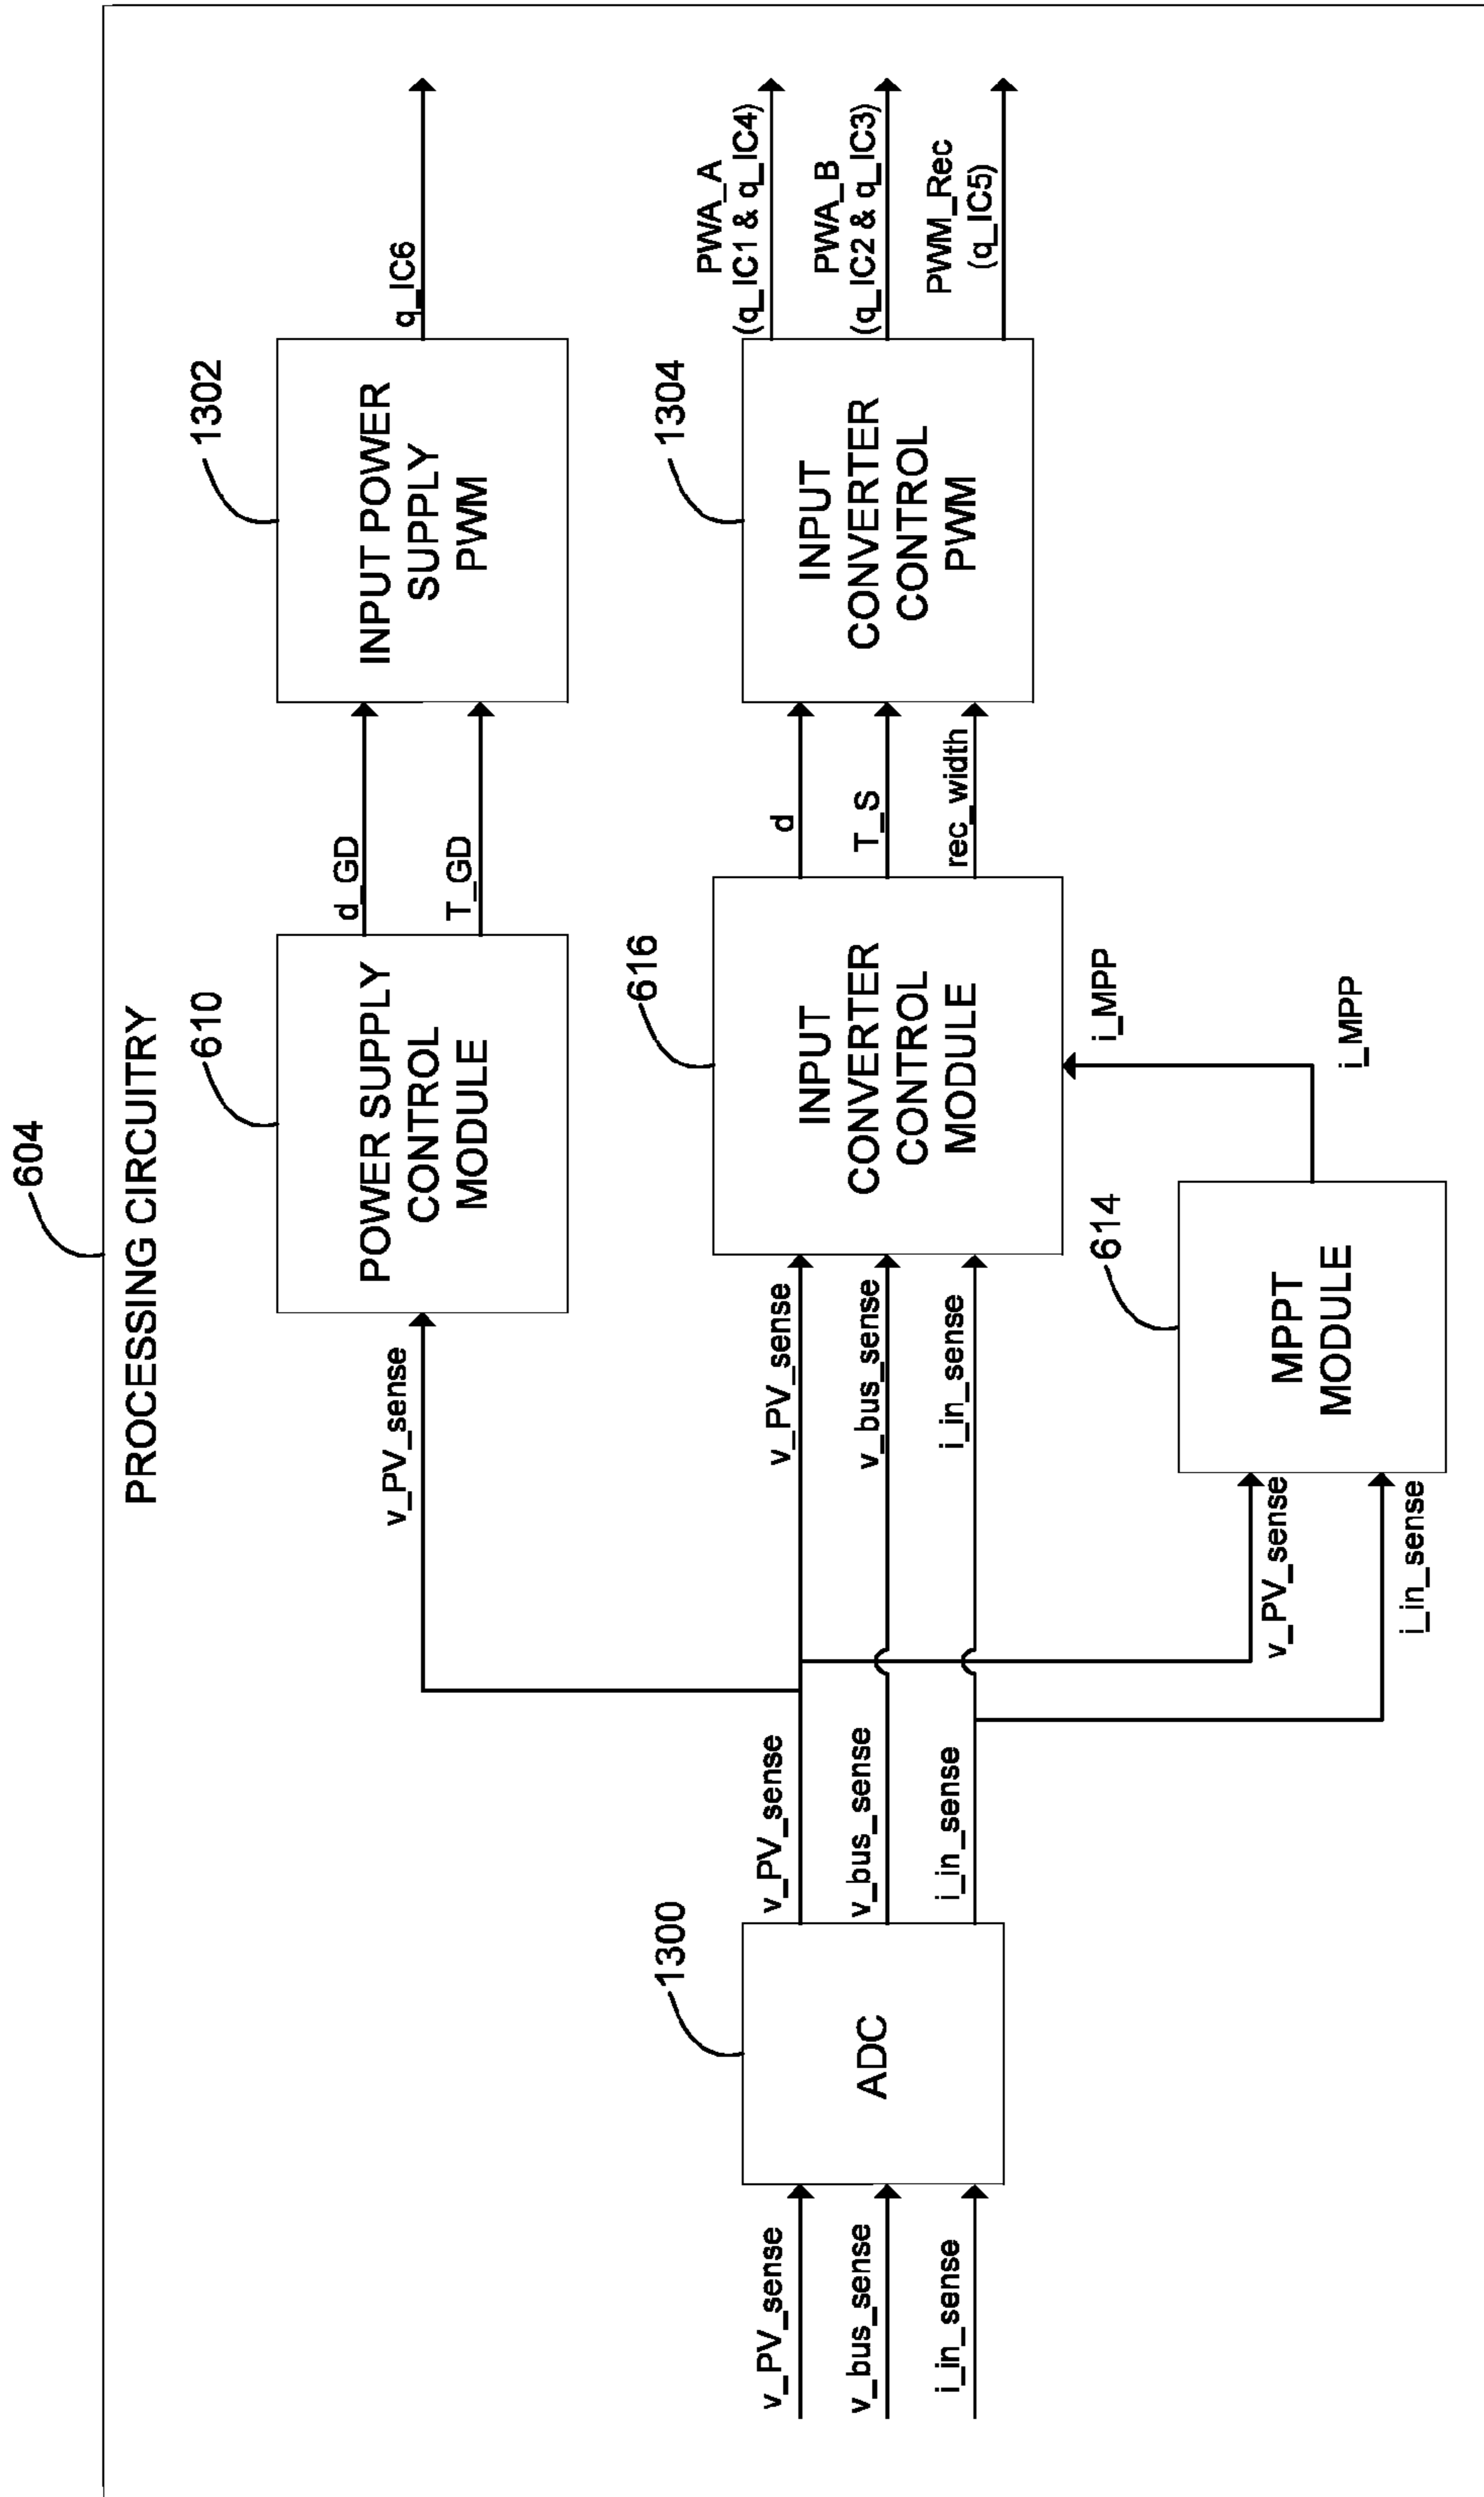 604
PROCESSING CIRCUITRY
610
POWER SUPPLY
CONTROL
MODULE
v_PV_sense
d_GD
T_GD
1302
INPUT POWER
SUPPLY
PWM
q_IC6
v_PV_sense
v_bus_sense
i_in_sense
1300
ADC
v_PV_sense
v_bus_sense
i_in_sense
v_PV_sense
v_bus_sense
i_in_sense
616
INPUT
CONVERTER
CONTROL
MODULE
d
T_S
rec_width
1304
INPUT
CONVERTER
CONTROL
PWM
PWA_A
(q_IC1 & q_IC4)
PWA_B
(q_IC2 & q_IC3)
PWM_Rec
(q_IC5)
v_PV_sense
i_in_sense
614
MPPT
MODULE
i_MPP
i_MPP